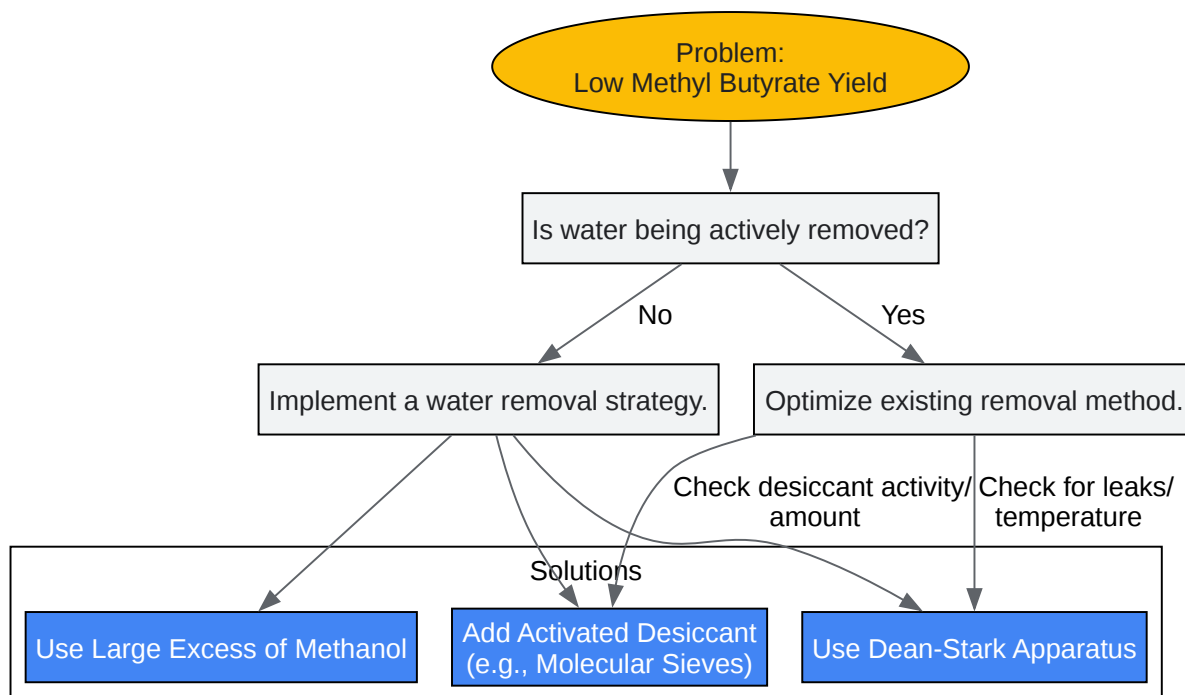 Problem:
Low Methyl Butyrate Yield
Is water being actively removed?
No
Yes
Implement a water removal strategy.
Optimize existing removal method.
Check desiccant activity/
amount
Check for leaks/
temperature
Solutions
Use Large Excess of Methanol
Add Activated Desiccant
(e.g., Molecular Sieves)
Use Dean-Stark Apparatus